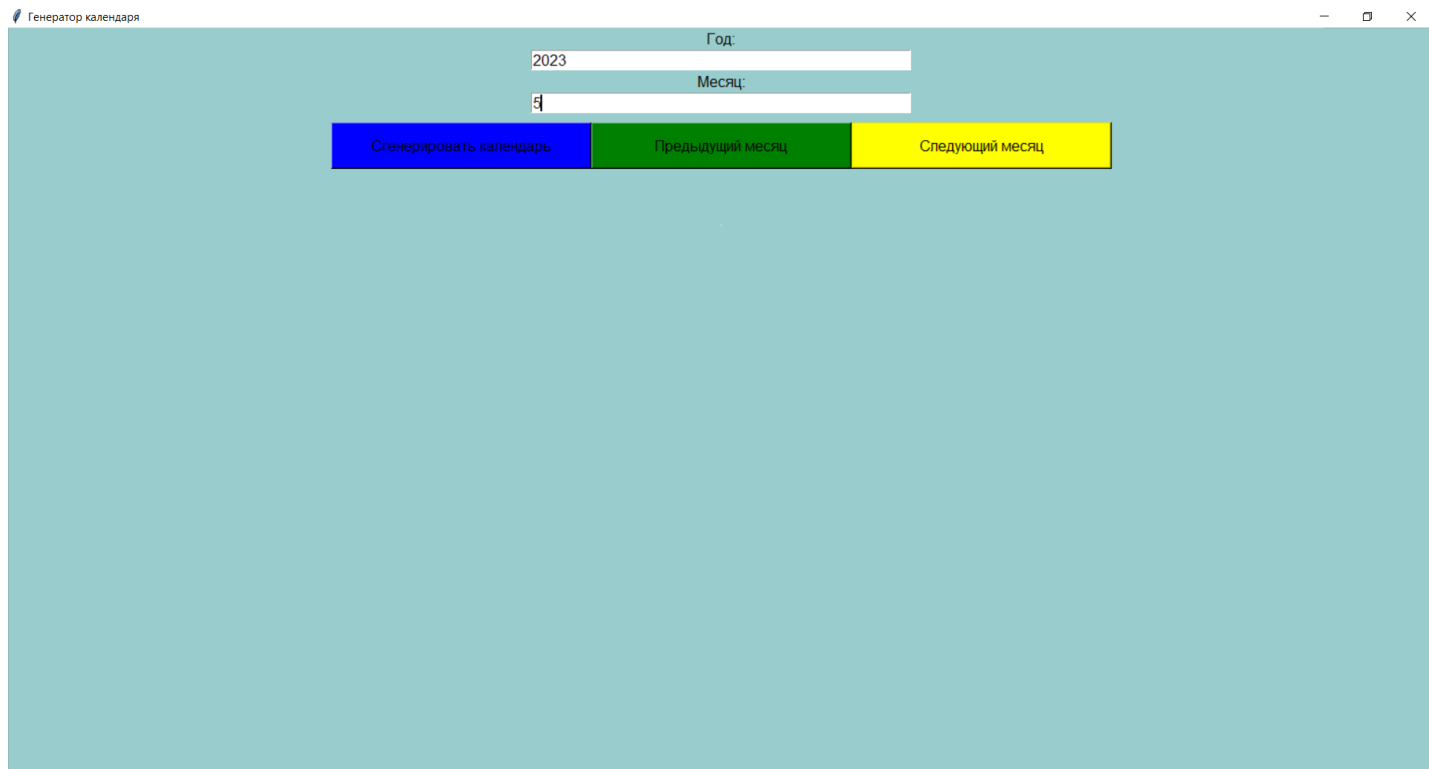 Генератор календаря
Год:
2023
Месяц:
5
Сгенерировать календарь Предыдущий месяц Следующий месяц